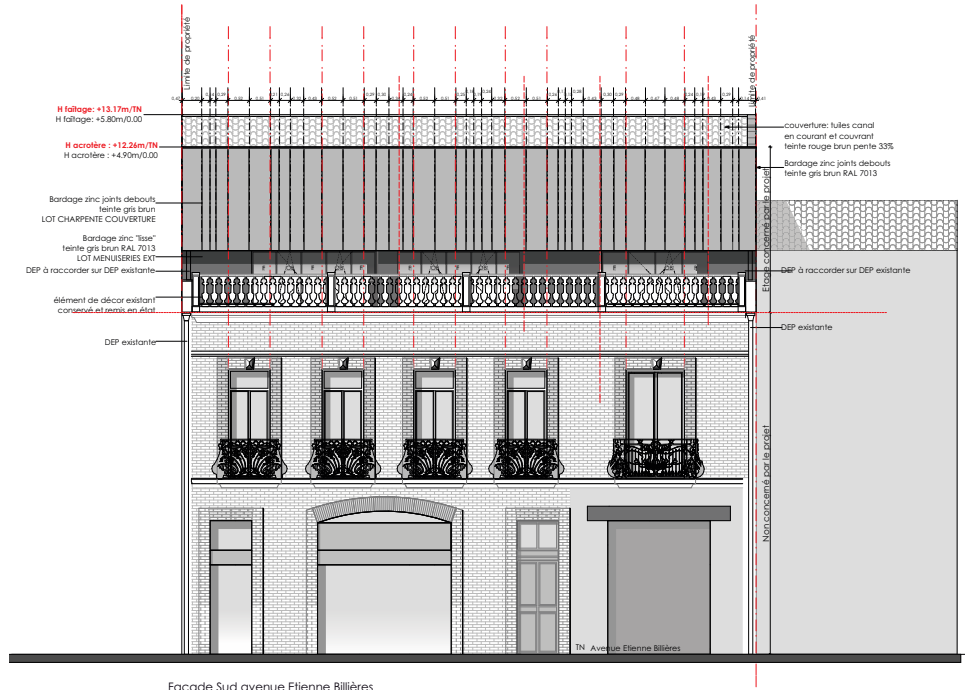 Limite de propriété
Limite de propriété
H faîtage: +13.17m/TN
H faîtage: +5.80m/0.00
H acrotère : +12.26m/TN
H acrotère : +4.90m/0.00
couverture: tuiles canal
en courant et couvrant
teinte rouge brun pente 33%
Bardage zinc joints debouts
teinte gris brun RAL 7013
Bardage zinc joints debouts
teinte gris brun
LOT CHARPENTE COUVERTURE
Bardage zinc "lisse"
teinte gris brun RAL 7013
LOT MENUISERIES EXT
DEP à raccorder sur DEP existante
DEP à raccorder sur DEP existante
élément de décor existant
conservé et remis en état
DEP existante
DEP existante
Etage concerné par le projet
Non concerné par le projet
TN Avenue Etienne Billières
Façade Sud avenue Etienne Billières